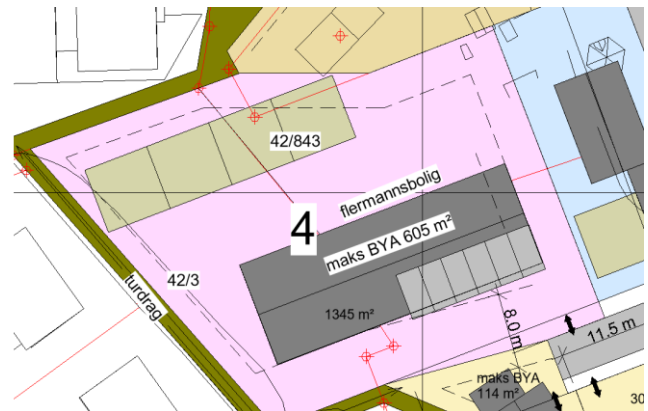 42/843
flermannsbolig
4
maks BYA 605 m²
42/3
turdrag
1345 m²
8.0 m
11.5 m
maks BYA
114 m²
30